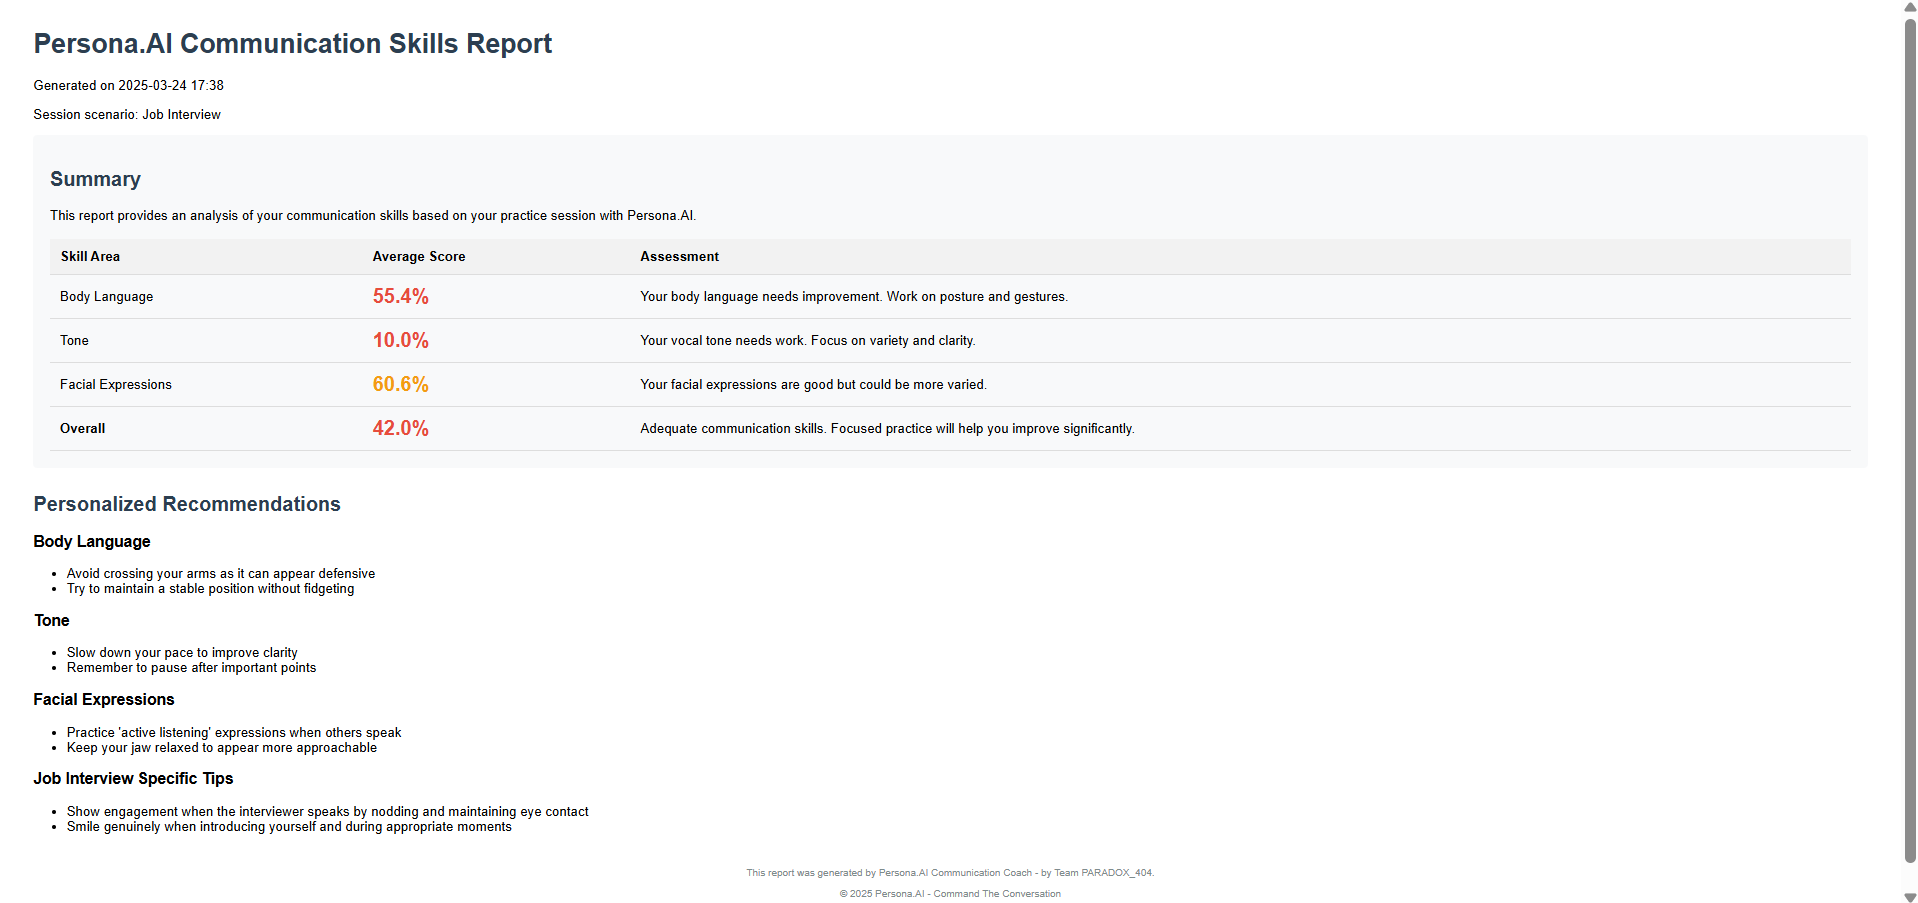 Persona.AI Communication Skills Report
Generated on 2025-03-24 17:38
Session scenario: Job Interview
Summary
This report provides an analysis of your communication skills based on your practice session with Persona.AI.
Skill Area Average Score Assessment
Body Language 55.4% Your body language needs improvement. Work on posture and gestures.
Tone 10.0% Your vocal tone needs work. Focus on variety and clarity.
Facial Expressions 60.6% Your facial expressions are good but could be more varied.
Overall 42.0% Adequate communication skills. Focused practice will help you improve significantly.
Personalized Recommendations
Body Language
• Avoid crossing your arms as it can appear defensive
• Try to maintain a stable position without fidgeting
Tone
• Slow down your pace to improve clarity
• Remember to pause after important points
Facial Expressions
• Practice 'active listening' expressions when others speak
• Keep your jaw relaxed to appear more approachable
Job Interview Specific Tips
• Show engagement when the interviewer speaks by nodding and maintaining eye contact
• Smile genuinely when introducing yourself and during appropriate moments
This report was generated by Persona.AI Communication Coach - by Team PARADOX_404.
© 2025 Persona.AI - Command The Conversation